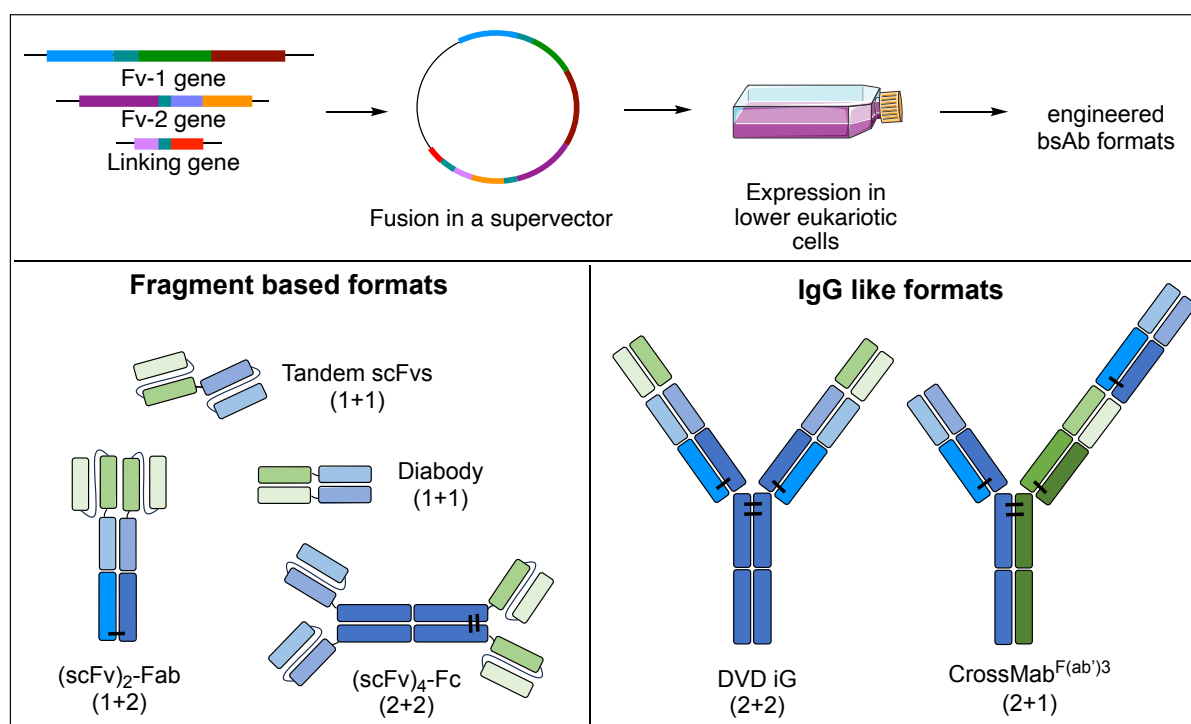 Fv-1 gene
Fv-2 gene
Linking gene
Fusion in a supervector
Expression in
lower eukariotic
cells
engineered
bsAb formats
Fragment based formats
Tandem scFvs
(1+1)
Diabody
(1+1)
(scFv)2-Fab
(1+2)
(scFv)4-Fc
(2+2)
IgG like formats
DVD iG
(2+2)
CrossMabF(ab')3
(2+1)